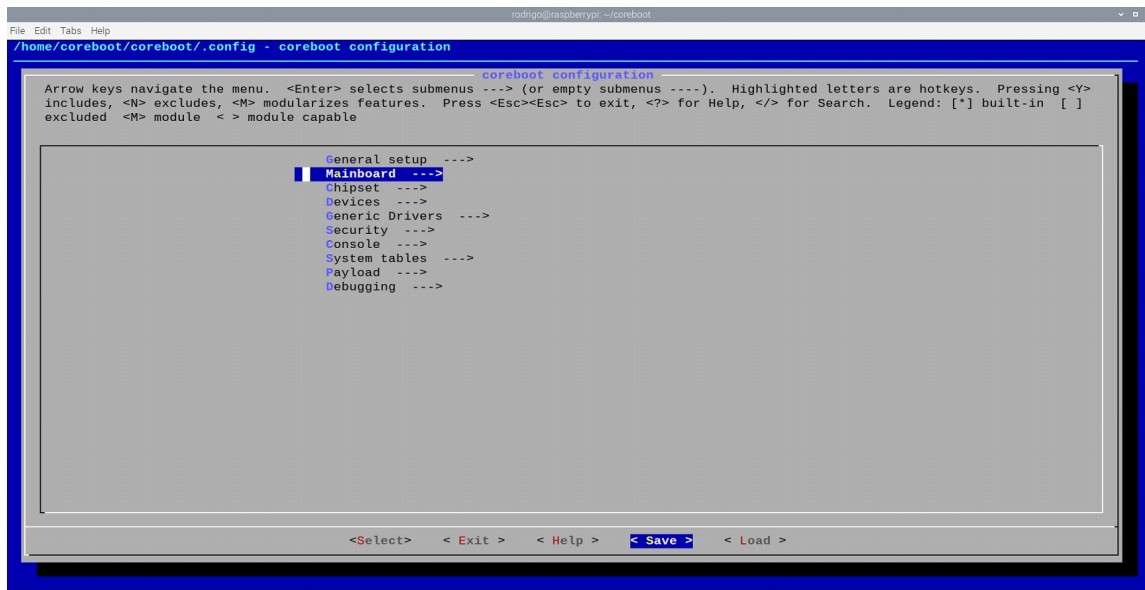 rodrigo@raspberrypi: ~/coreboot
File Edit Tabs Help
/home/coreboot/coreboot/.config - coreboot configuration
coreboot configuration
Arrow keys navigate the menu. <Enter> selects submenus ---> (or empty submenus ----). Highlighted letters are hotkeys. Pressing <Y>
includes, <N> excludes, <M> modularizes features. Press <Esc><Esc> to exit, <?> for Help, </> for Search. Legend: [*] built-in [ ]
excluded <M> module < > module capable
General setup --->
Mainboard --->
Chipset --->
Devices --->
Generic Drivers --->
Security --->
Console --->
System tables --->
Payload --->
Debugging --->
<Select> < Exit > < Help > < Save > < Load >